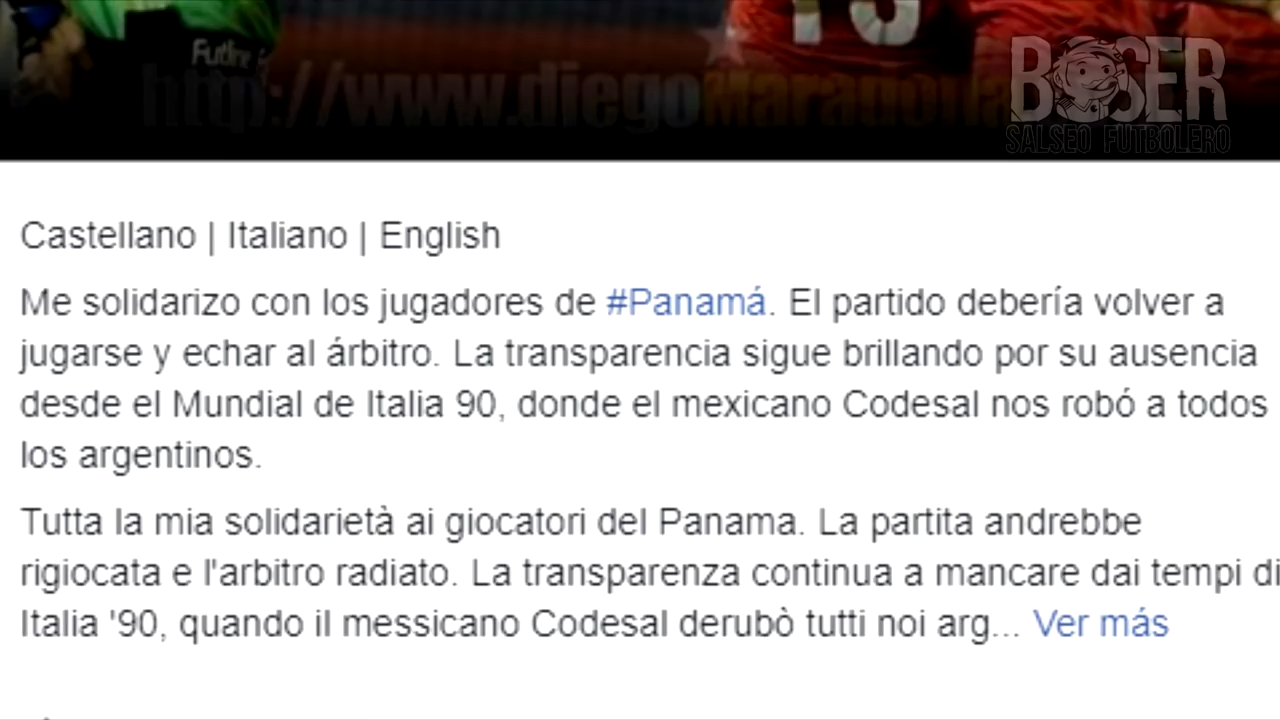 Futline
19
http://www.diegoMaradona
BOSER
SALSEO FUTBOLERO
Castellano | Italiano | English
Me solidarizo con los jugadores de #Panamá. El partido debería volver a
jugarse y echar al árbitro. La transparencia sigue brillando por su ausencia
desde el Mundial de Italia 90, donde el mexicano Codesal nos robó a todos
los argentinos.
Tutta la mia solidarietà ai giocatori del Panama. La partita andrebbe
rigiocata e l'arbitro radiato. La transparenza continua a mancare dai tempi di
Italia '90, quando il messicano Codesal derubò tutti noi arg... Ver más